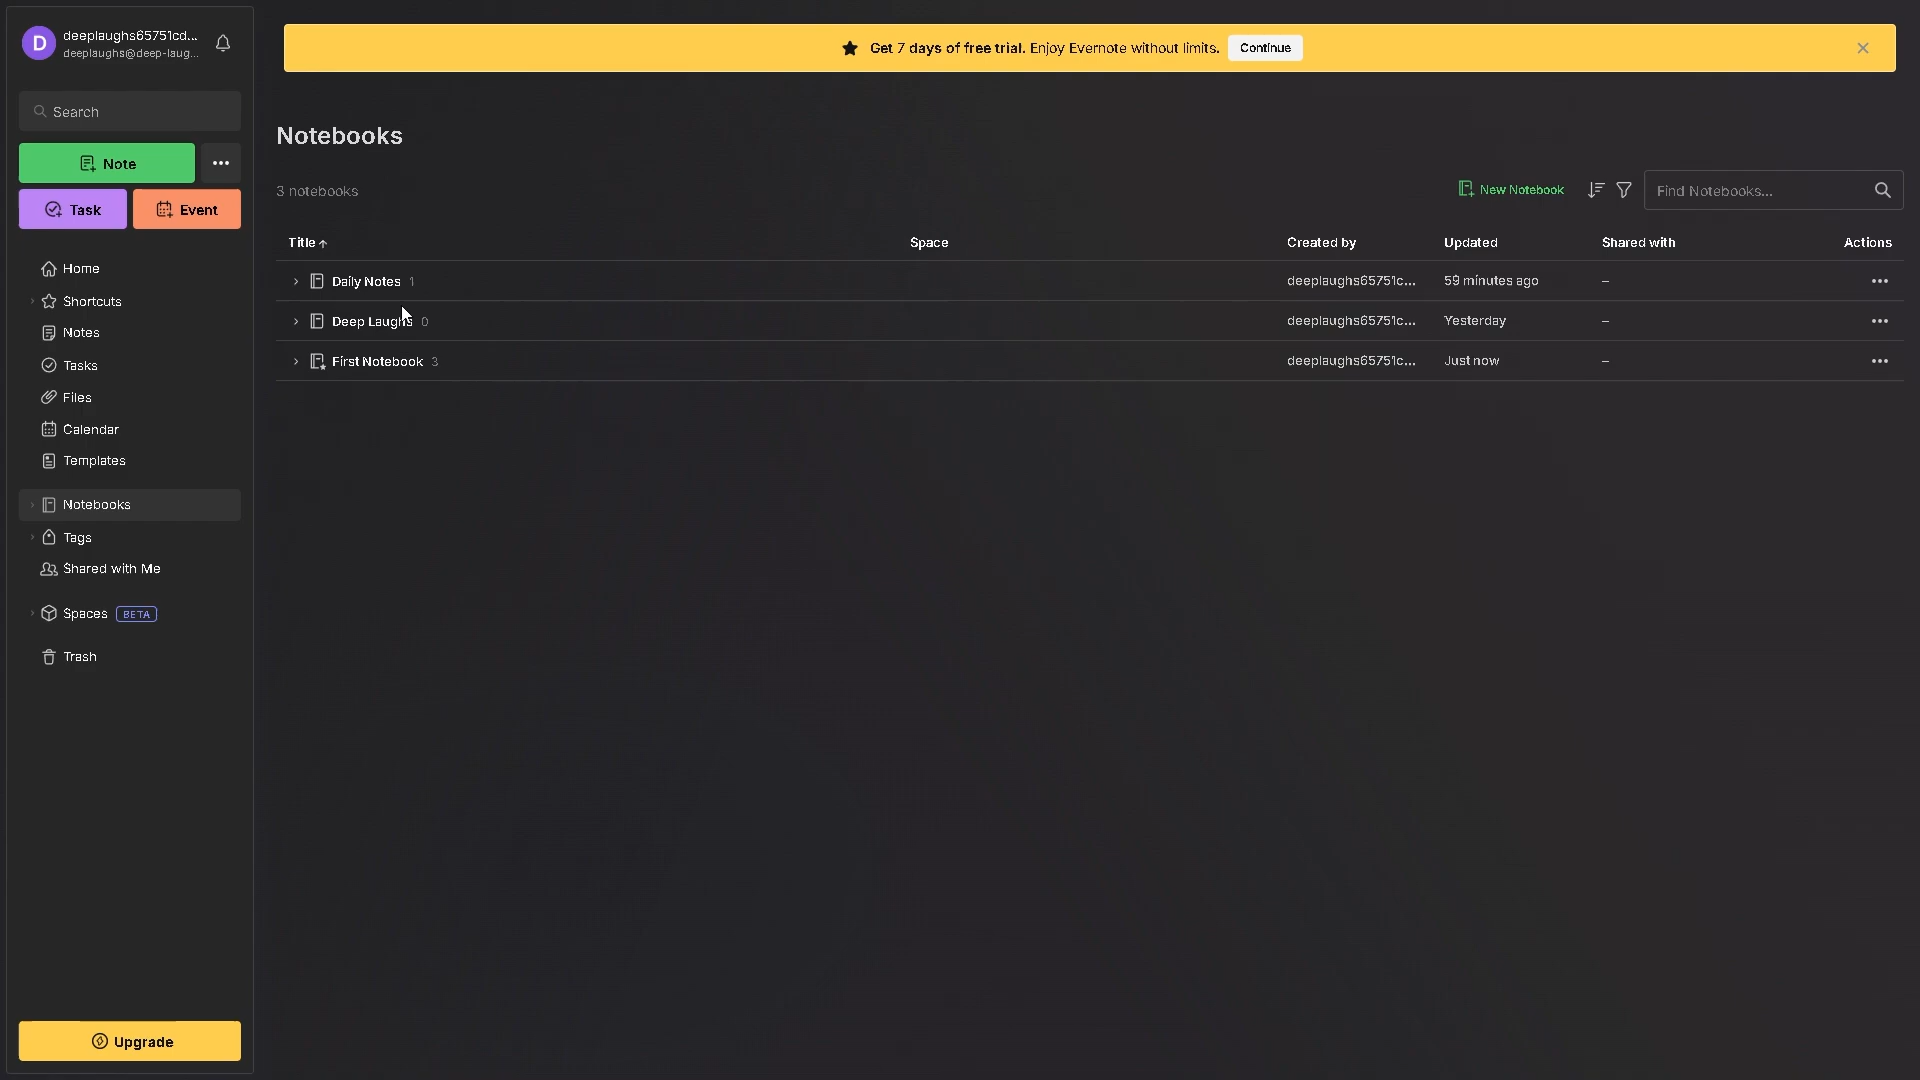 D
deeplaughs65751cd...
deeplaughs@deep-laug...
Search
Note
Task
Event
Home
Shortcuts
Notes
Tasks
Files
Calendar
Templates
Notebooks
Tags
Shared with Me
Spaces BETA
Trash
Upgrade
Get 7 days of free trial. Enjoy Evernote without limits. Continue
Notebooks
3 notebooks
New Notebook
Find Notebooks...
Title Space Created by Updated Shared with Actions
Daily Notes 1 deeplaughs65751c... 59 minutes ago –
Deep Laughs 0 deeplaughs65751c... Yesterday –
First Notebook 3 deeplaughs65751c... Just now –